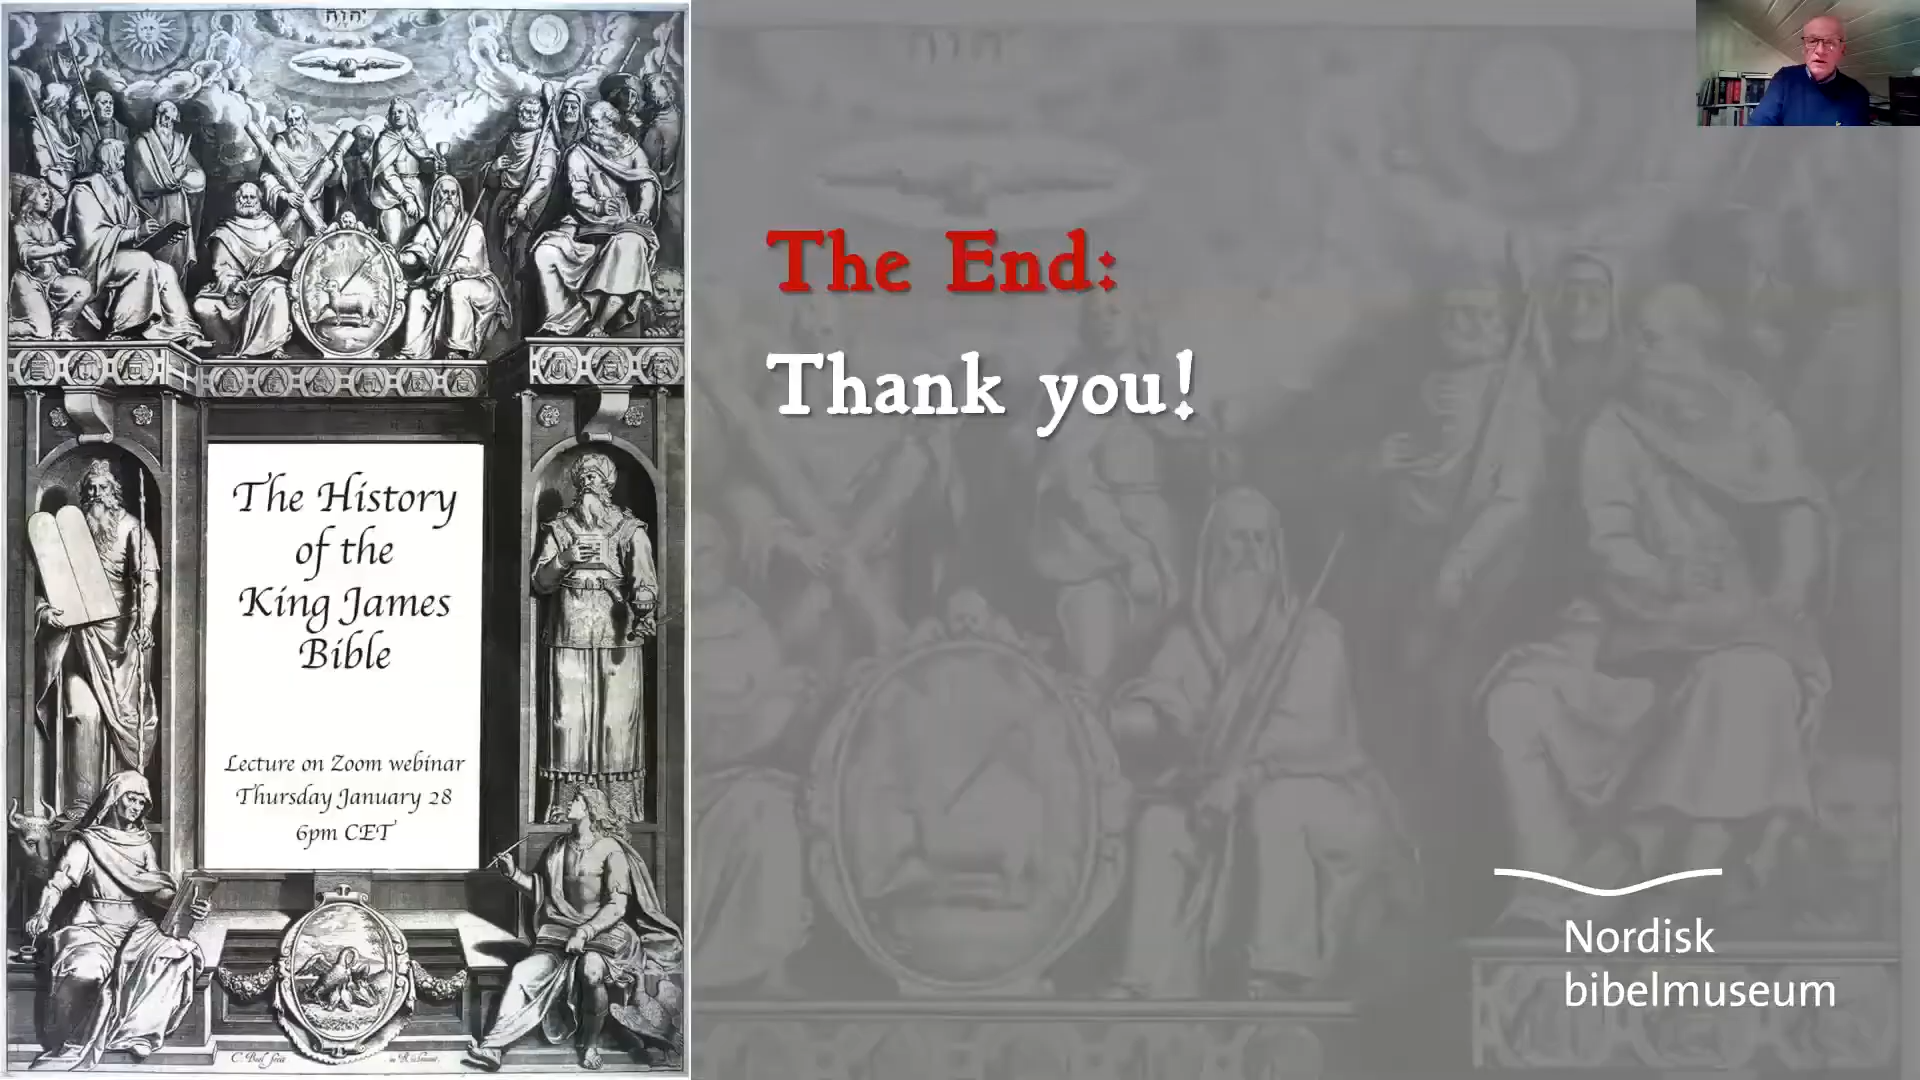 יהוה
The History
of the
King James
Bible
Lecture on Zoom webinar
Thursday January 28
6pm CET
The End:
Thank you!
Nordisk
bibelmuseum